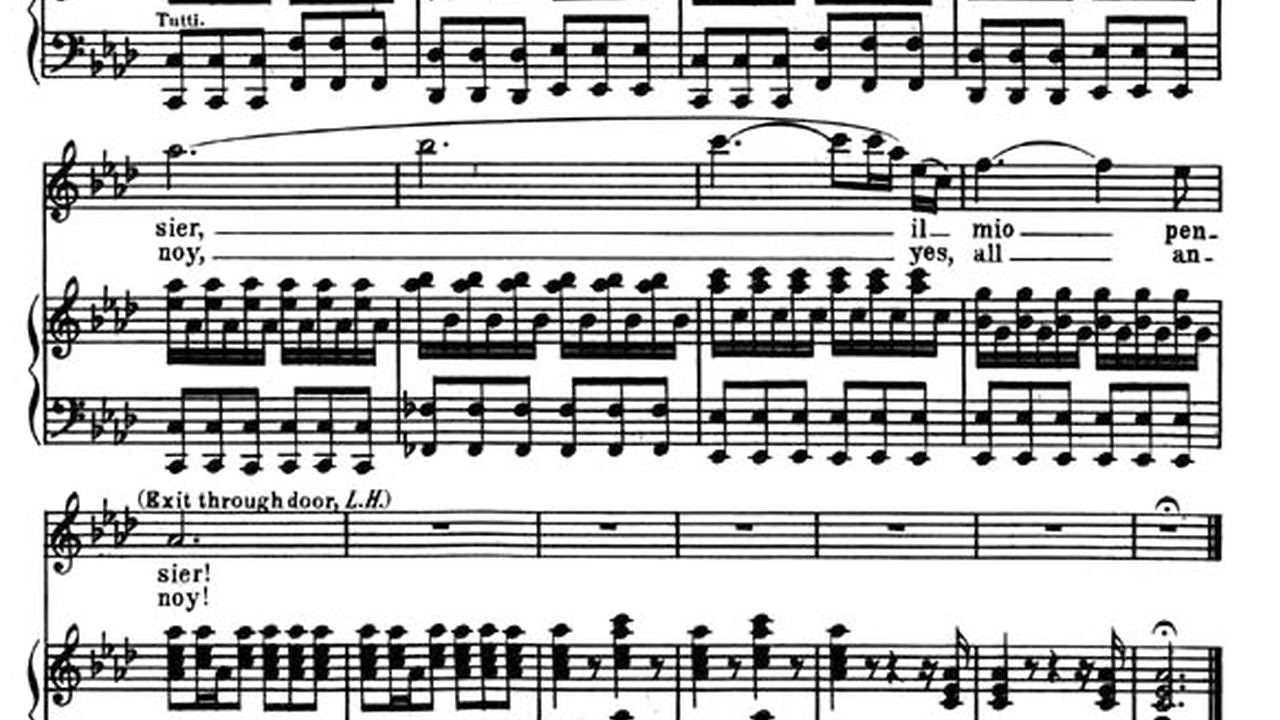 Tutti.
sier, il mio pen-
noy, yes, all an-
(Exit through door, L.H.)
sier!
noy!